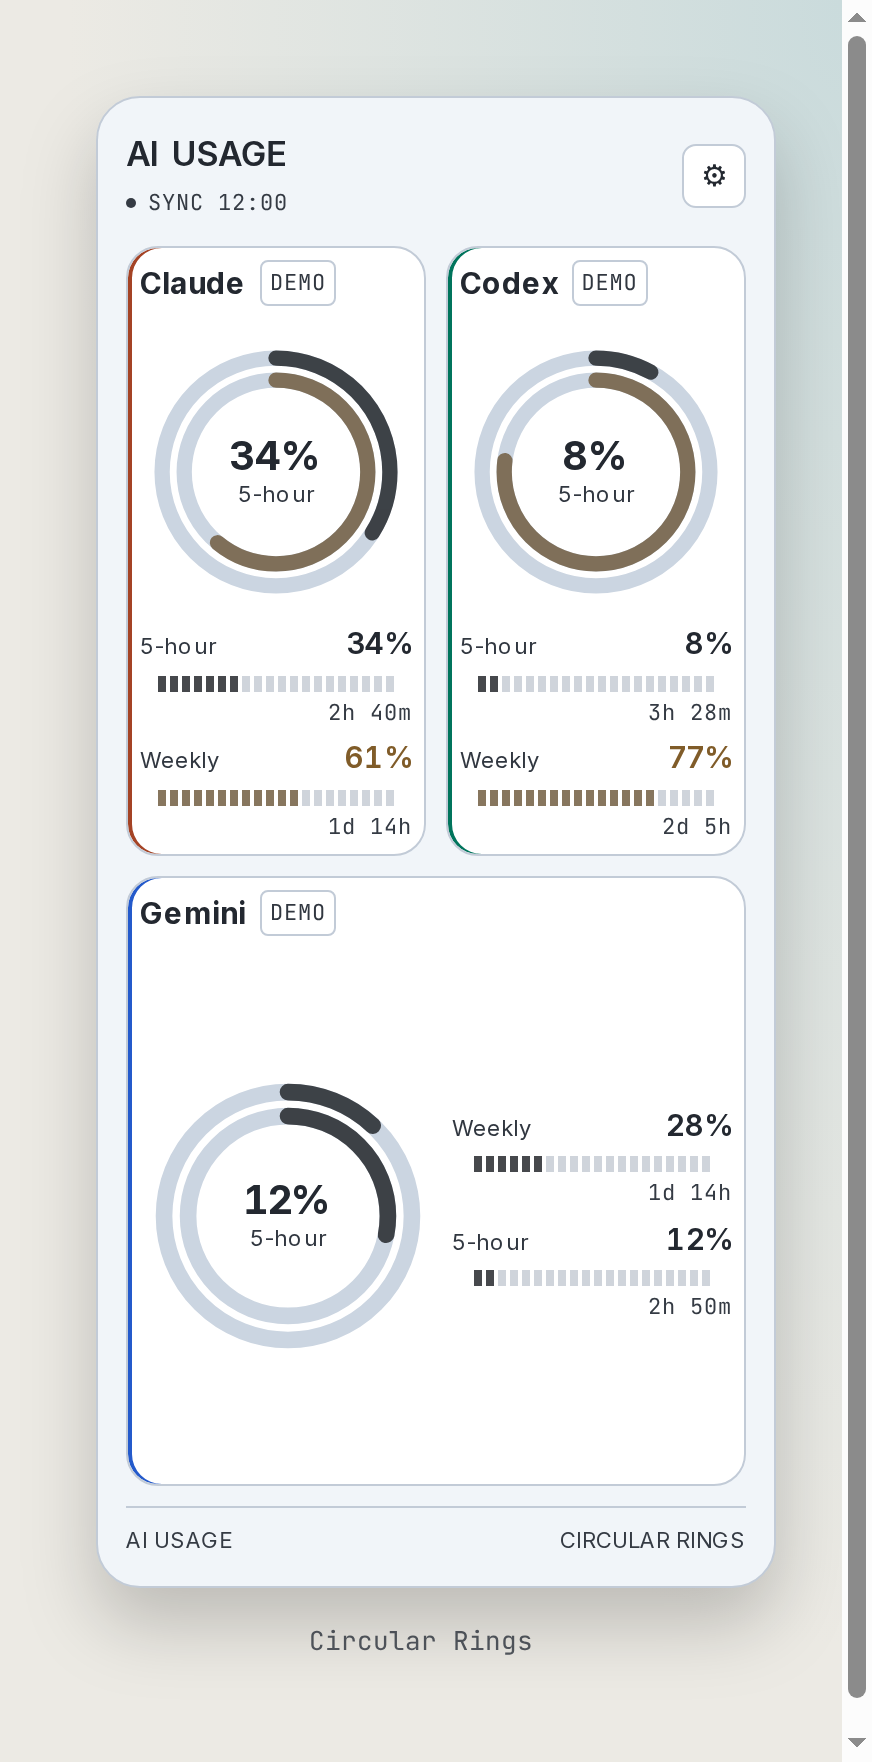 AI USAGE
SYNC 12:00
Claude DEMO
34%
5-hour
5-hour 34%
2h 40m
Weekly 61%
1d 14h
Codex DEMO
8%
5-hour
5-hour 8%
3h 28m
Weekly 77%
2d 5h
Gemini DEMO
12%
5-hour
Weekly 28%
1d 14h
5-hour 12%
2h 50m
AI USAGE CIRCULAR RINGS
Circular Rings